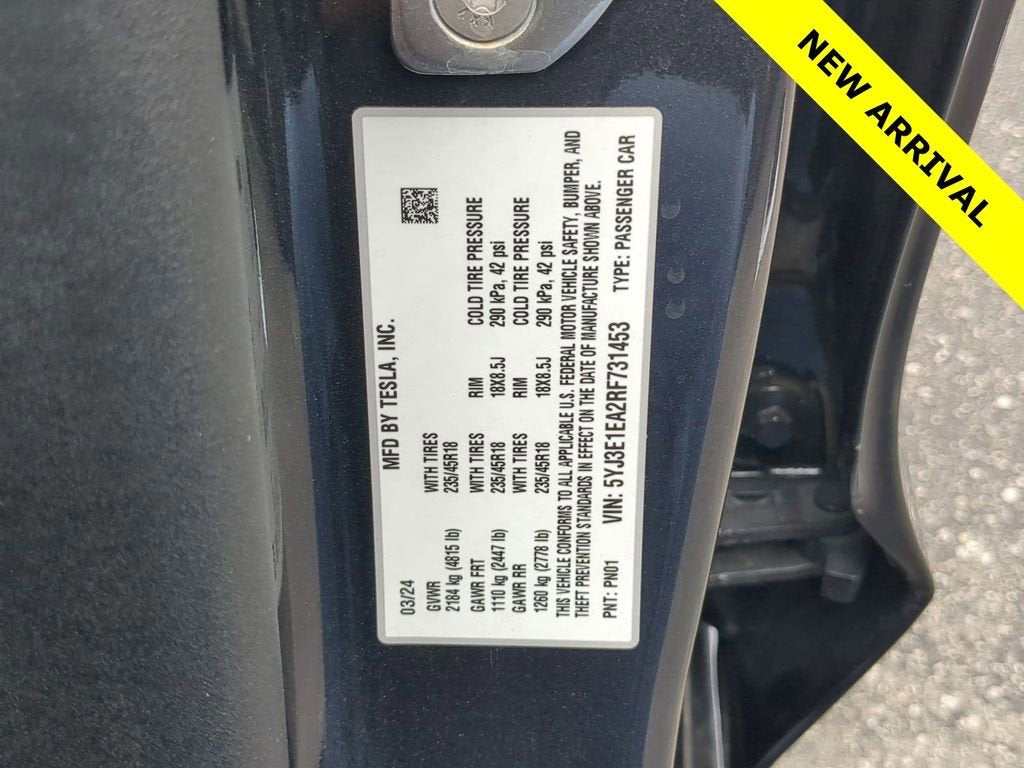 NEW ARRIVAL
MFD BY TESLA, INC.
03/24
GVWR WITH TIRES
2184 kg (4815 lb) 235/45R18
GAWR FRT WITH TIRES RIM COLD TIRE PRESSURE
1110 kg (2447 lb) 235/45R18 18X8.5J 290 kPa, 42 psi
GAWR RR WITH TIRES RIM COLD TIRE PRESSURE
1260 kg (2778 lb) 235/45R18 18X8.5J 290 kPa, 42 psi
THIS VEHICLE CONFORMS TO ALL APPLICABLE U.S. FEDERAL MOTOR VEHICLE SAFETY, BUMPER, AND
THEFT PREVENTION STANDARDS IN EFFECT ON THE DATE OF MANUFACTURE SHOWN ABOVE.
PNT: PN01 VIN: 5YJ3E1EA2RF731453 TYPE: PASSENGER CAR